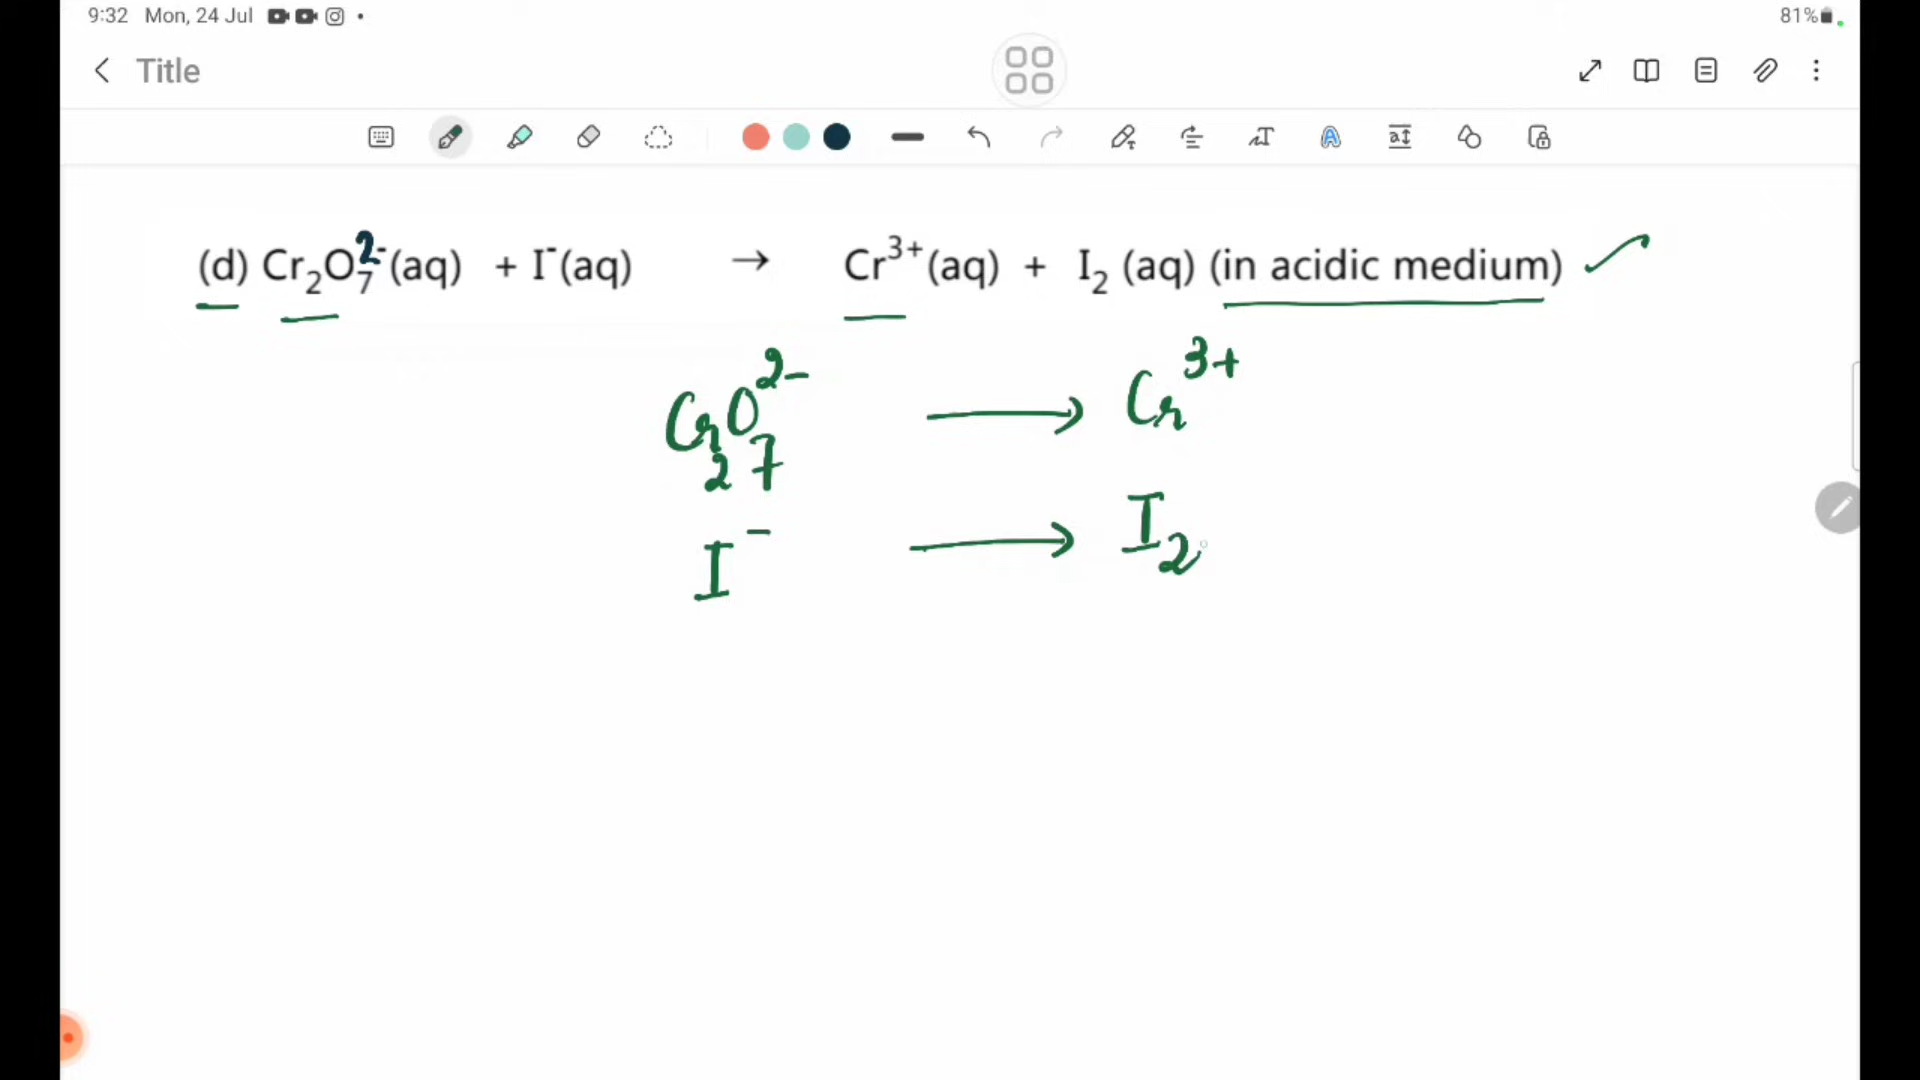 9:32 Mon, 24 Jul 81%
Title
(d) Cr₂O₇²⁻(aq) + I⁻(aq) → Cr³⁺(aq) + I₂ (aq) (in acidic medium) ✓
Cr₂O₇²⁻ → Cr³⁺
I⁻ → I₂